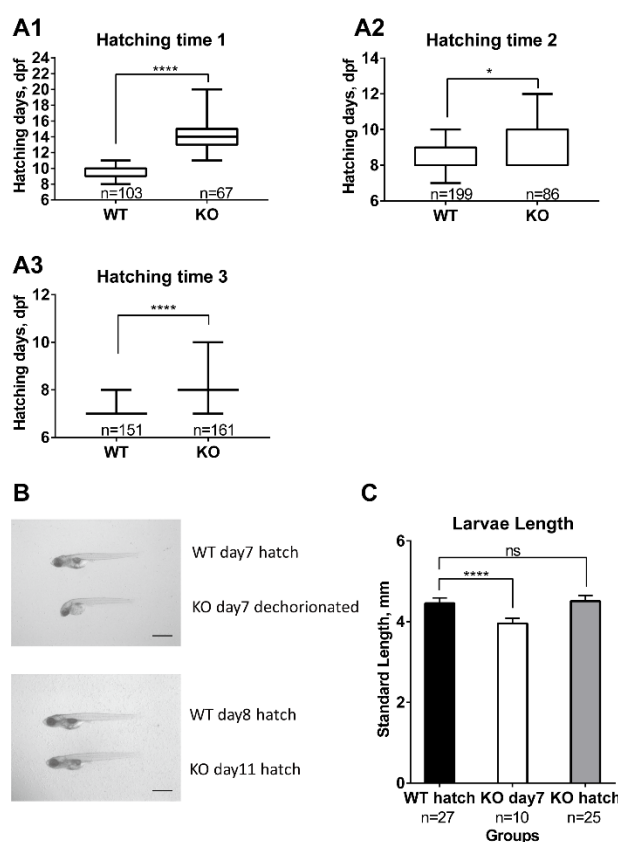 A1
Hatching time 1
Hatching days, dpf
24
22
20
18
16
14
12
10
8
6
****
n=103
n=67
WT
KO
A2
Hatching time 2
Hatching days, dpf
14
12
10
8
6
*
n=199
n=86
WT
KO
A3
Hatching time 3
Hatching days, dpf
12
10
8
6
****
n=151
n=161
WT
KO
B
WT day7 hatch
KO day7 dechorionated
WT day8 hatch
KO day11 hatch
C
Larvae Length
Standard Length, mm
6
4
2
0
ns
****
WT hatch KO day7 KO hatch
n=27 n=10 n=25
Groups